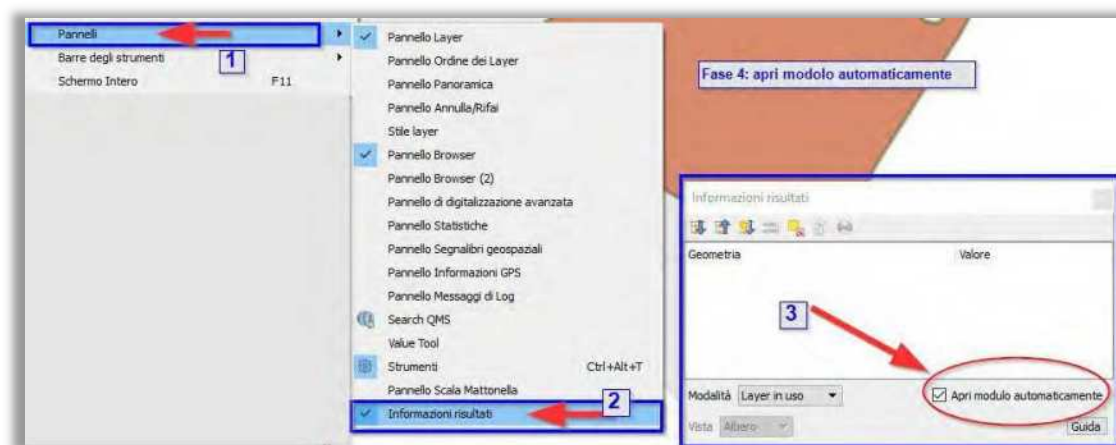 Pannelli
Barre degli strumenti
Schermo Intero F11
1
Pannello Layer
Pannello Ordine dei Layer
Pannello Panoramica
Pannello Annulla/Rifai
Stile layer
Pannello Browser
Pannello Browser (2)
Pannello di digitalizzazione avanzata
Pannello Statistiche
Pannello Segnalibri geospaziali
Pannello Informazioni GPS
Pannello Messaggi di Log
Search QMS
Value Tool
Strumenti Ctrl+Alt+T
Pannello Scala Mattonella
Informazioni risultati
2
Fase 4: apri modolo automaticamente
Informazioni risultati
Geometria Valore
3
Modalità Layer in uso Apri modulo automaticamente
Vista Albero Guida